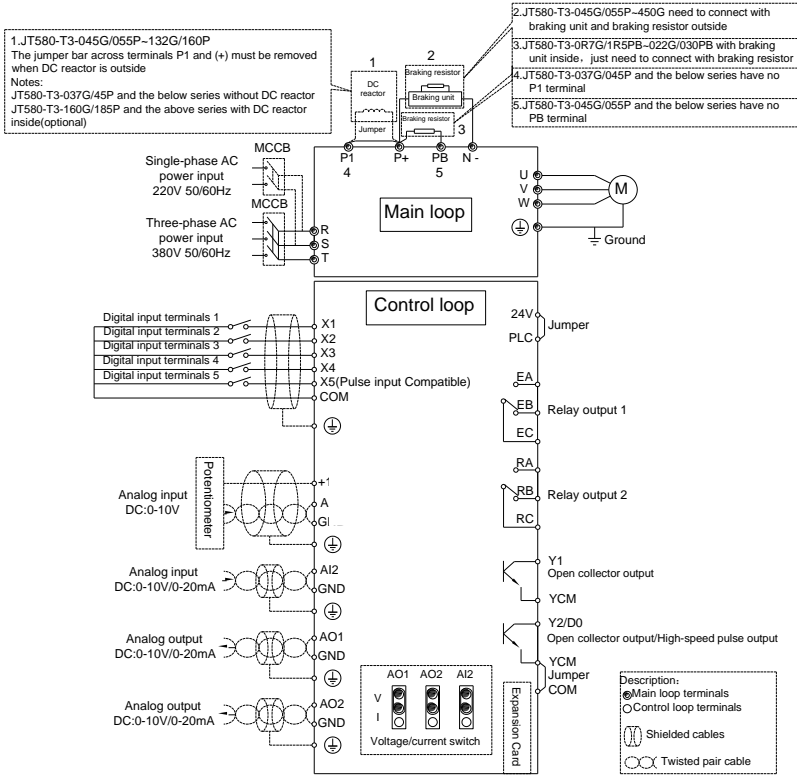 1.JT580-T3-045G/055P~132G/160P
The jumper bar across terminals P1 and (+) must be removed
when DC reactor is outside
Notes:
JT580-T3-037G/45P and the below series without DC reactor
JT580-T3-160G/185P and the above series with DC reactor
inside(optional)
2.JT580-T3-045G/055P~450G need to connect with
braking unit and braking resistor outside
3.JT580-T3-0R7G/1R5PB~022G/030PB with braking
unit inside，just need to connect with braking resistor
4.JT580-T3-037G/045P and the below series have no
P1 terminal
5.JT580-T3-045G/055P and the below series have no
PB terminal
1
DC
reactor
Jumper
2
Braking resistor
Braking unit
Braking resistor
3
P1
P+
PB
N -
4
5
MCCB
Single-phase AC
power input
220V 50/60Hz
MCCB
Three-phase AC
power input
380V 50/60Hz
R
S
T
Main loop
U
V
W
M
Ground
Control loop
Digital input terminals 1
Digital input terminals 2
Digital input terminals 3
Digital input terminals 4
Digital input terminals 5
X1
X2
X3
X4
X5(Pulse input Compatible)
COM
24V
PLC
Jumper
EA
EB
EC
Relay output 1
RA
RB
RC
Relay output 2
Potentiometer
Analog input
DC:0-10V
Analog input
DC:0-10V/0-20mA
AI2
GND
Analog output
DC:0-10V/0-20mA
AO1
GND
Analog output
DC:0-10V/0-20mA
AO2
GND
Y1
Open collector output
YCM
Y2/D0
Open collector output/High-speed pulse output
YCM
Jumper
COM
AO1 AO2 AI2
V
I
Voltage/current switch
Expansion Card
Description：
Main loop terminals
Control loop terminals
Shielded cables
Twisted pair cable